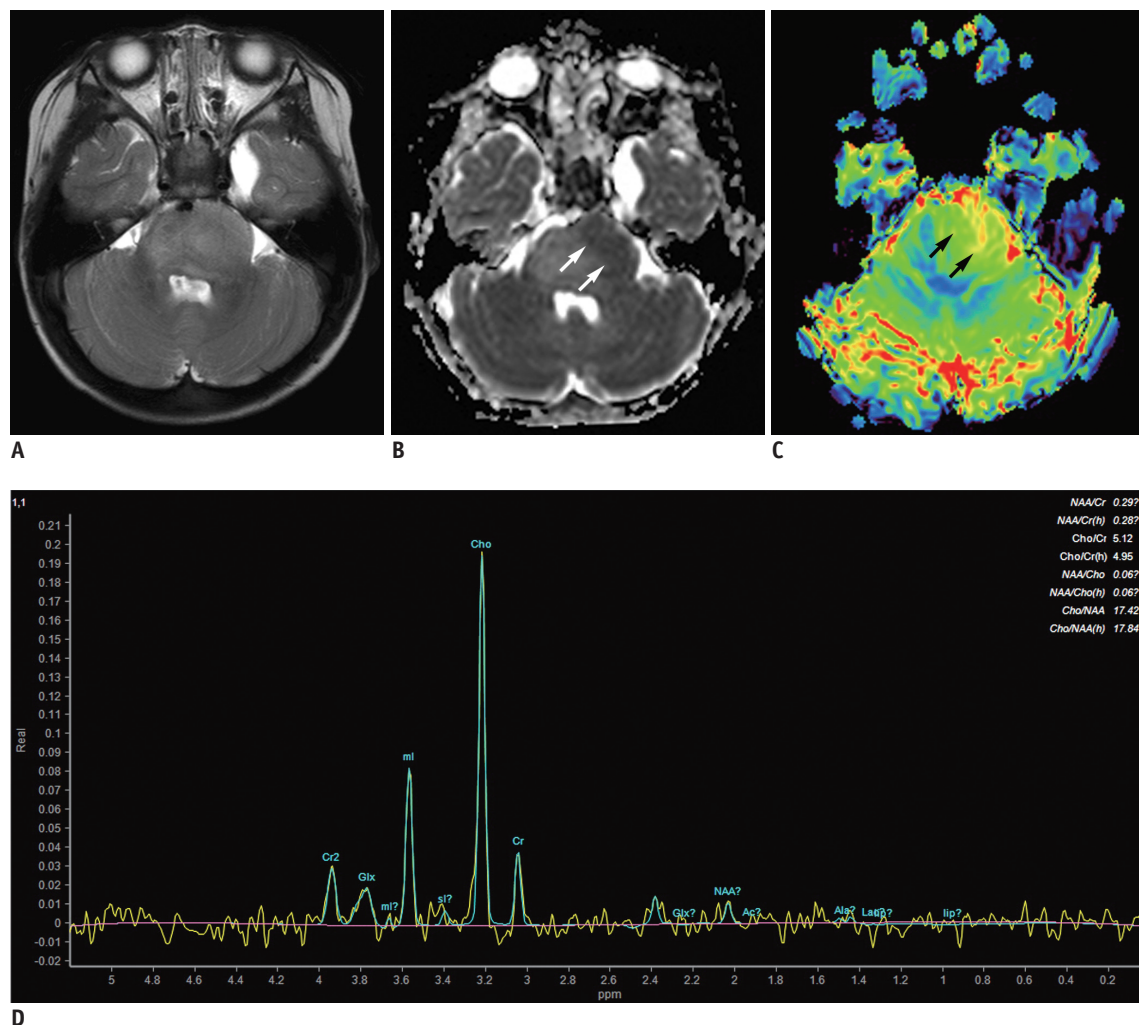 A
B
C
1,1
NAA/Cr 0.29?
NAA/Cr(h) 0.28?
Cho/Cr 5.12
Cho/Cr(h) 4.95
NAA/Cho 0.06?
NAA/Cho(h) 0.06?
Cho/NAA 17.42
Cho/NAA(h) 17.84
0.21
0.2
0.19
0.18
0.17
0.16
0.15
0.14
0.13
0.12
0.11
0.1
0.09
0.08
0.07
0.06
0.05
0.04
0.03
0.02
0.01
0
-0.01
-0.02
Real
Cr2
Glx
mI?
mI
sI?
Cho
Cr
Glx?
NAA?
Ac?
Ala?
lip?
5 4.8 4.6 4.4 4.2 4 3.8 3.6 3.4 3.2 3 2.8 2.6 2.4 2.2 2 1.8 1.6 1.4 1.2 1 0.8 0.6 0.4 0.2
ppm
D